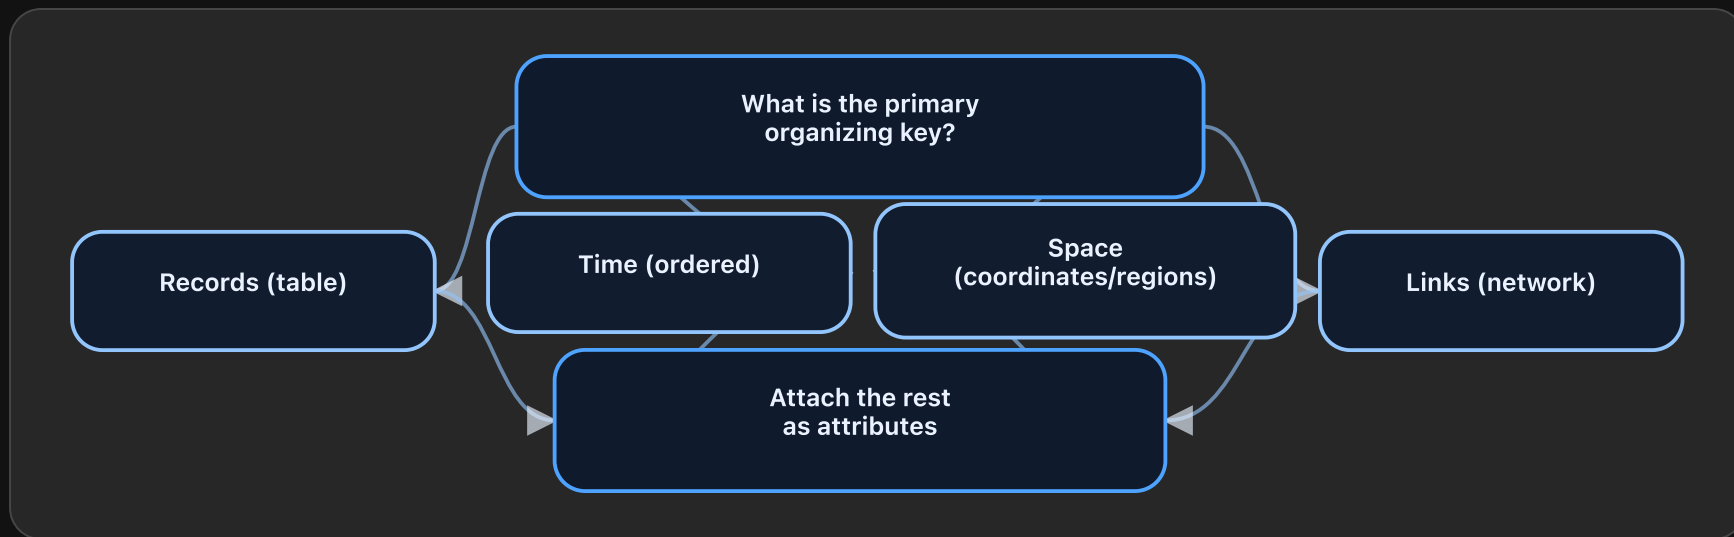 What is the primary
organizing key?
Records (table)
Time (ordered)
Space
(coordinates/regions)
Links (network)
Attach the rest
as attributes